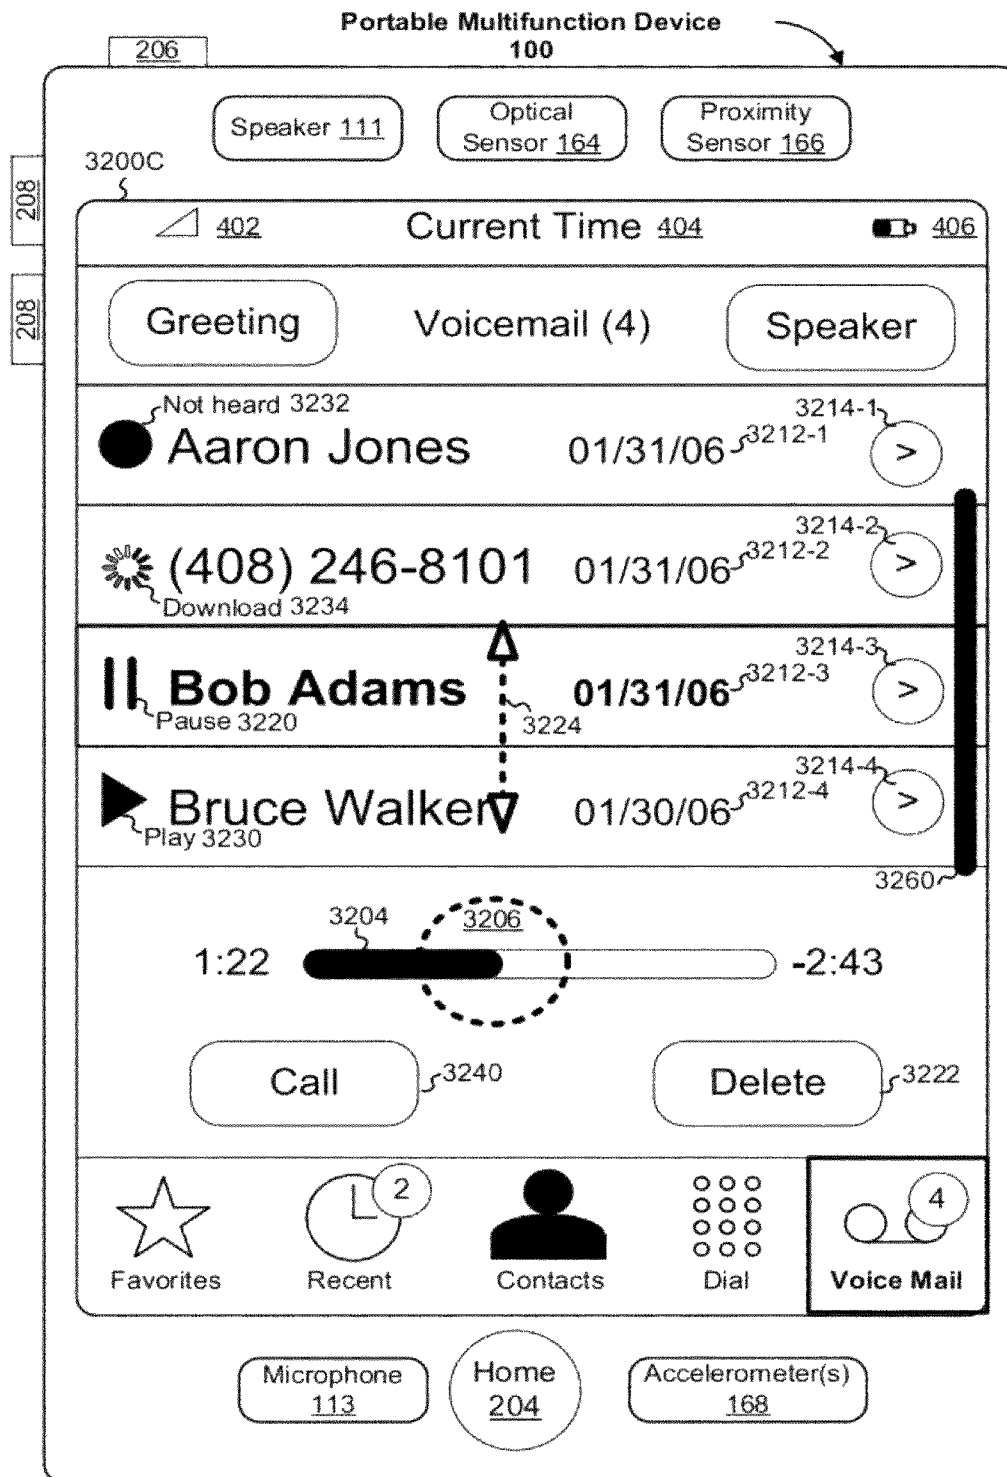 Portable Multifunction Device
100
206
Speaker 111
Optical
Sensor 164
Proximity
Sensor 166
3200C
208
208
402
Current Time 404
406
Greeting
Voicemail (4)
Speaker
Not heard 3232
Aaron Jones
01/31/06
3212-1
3214-1
>
(408) 246-8101
01/31/06
3212-2
3214-2
>
Download 3234
Bob Adams
01/31/06
3212-3
3214-3
>
Pause 3220
3224
Bruce Walker
01/30/06
3212-4
3214-4
>
Play 3230
3260
3204
3206
1:22
-2:43
Call
3240
Delete
3222
2
4
Favorites
Recent
Contacts
Dial
Voice Mail
Microphone
113
Home
204
Accelerometer(s)
168